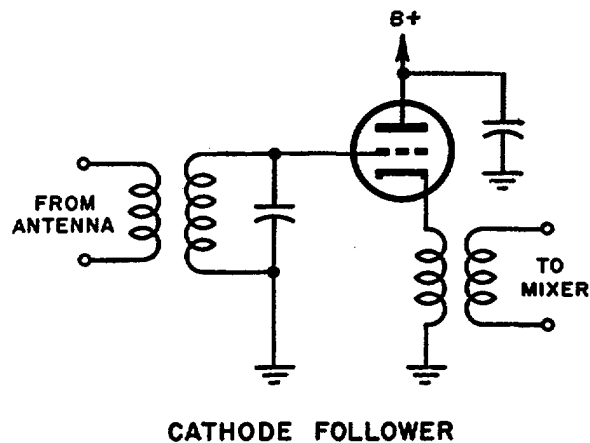 B+
FROM
ANTENNA
TO
MIXER
CATHODE FOLLOWER